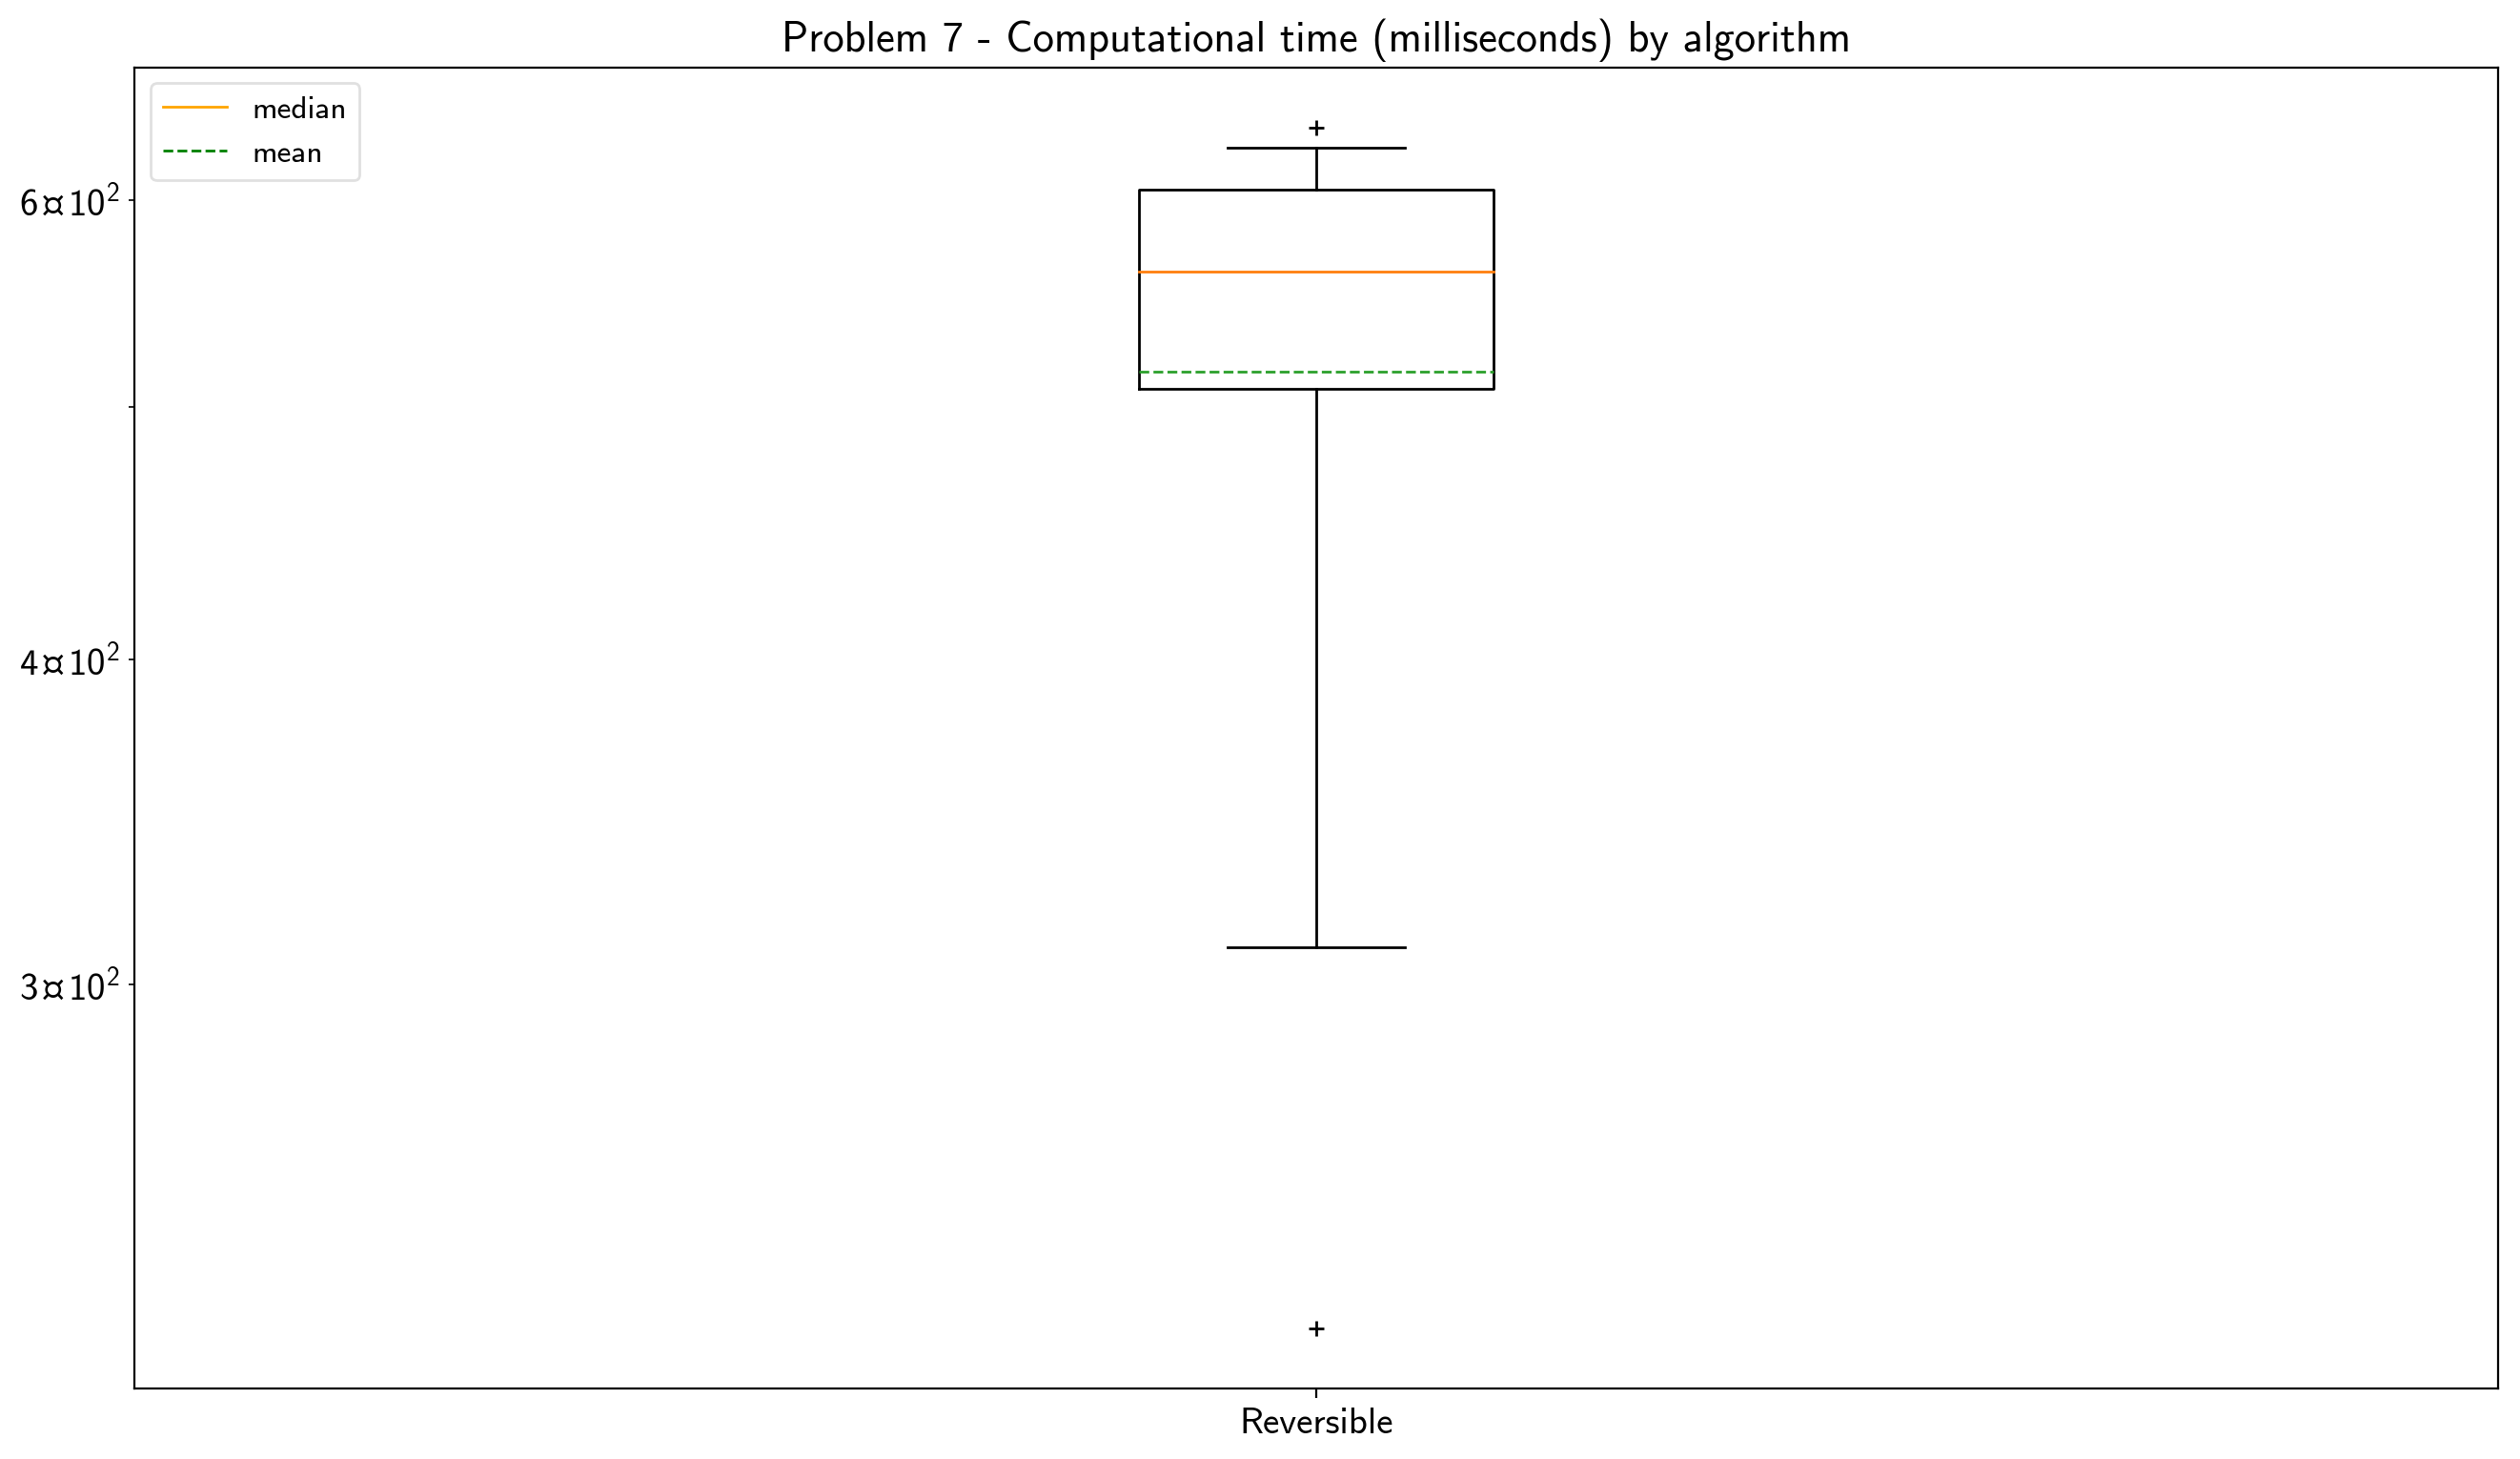 Problem 7 - Computational time (milliseconds) by algorithm
median
mean
6¤10²
4¤10²
3¤10²
Reversible